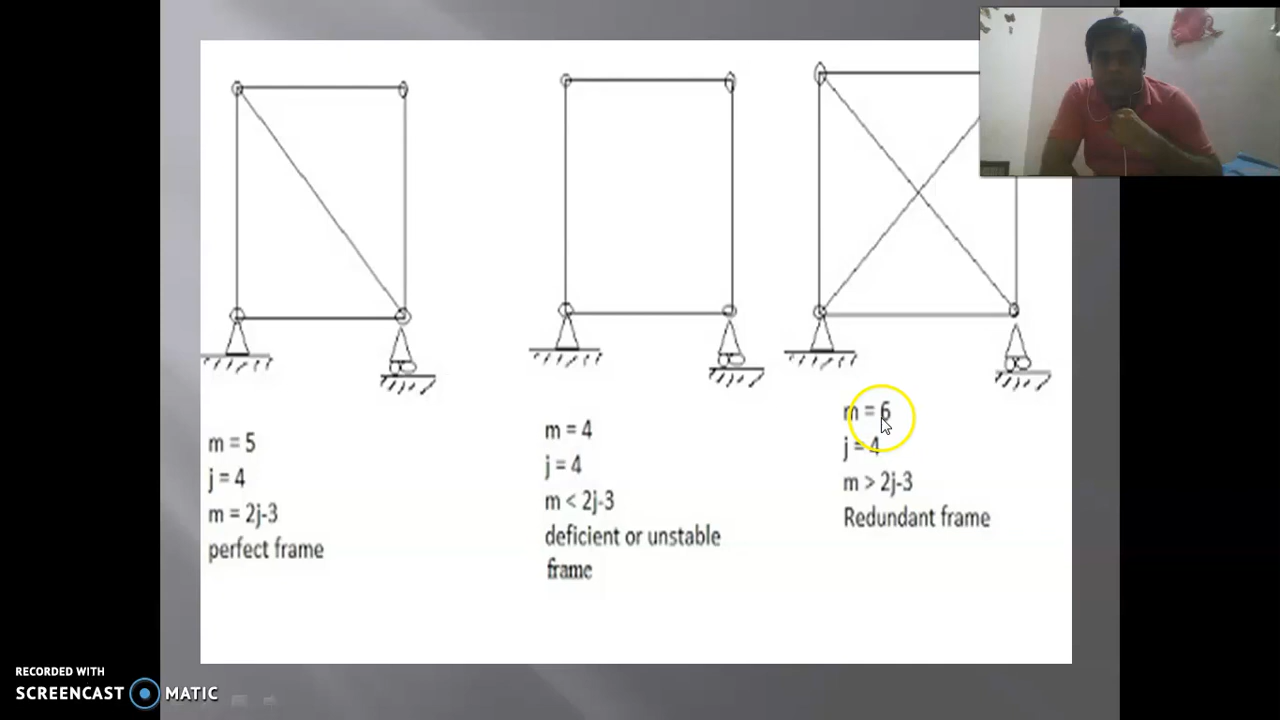 m = 5
j = 4
m = 2j-3
perfect frame
m = 4
j = 4
m < 2j-3
deficient or unstable
frame
m = 6
j = 4
m > 2j-3
Redundant frame
RECORDED WITH
SCREENCAST MATIC